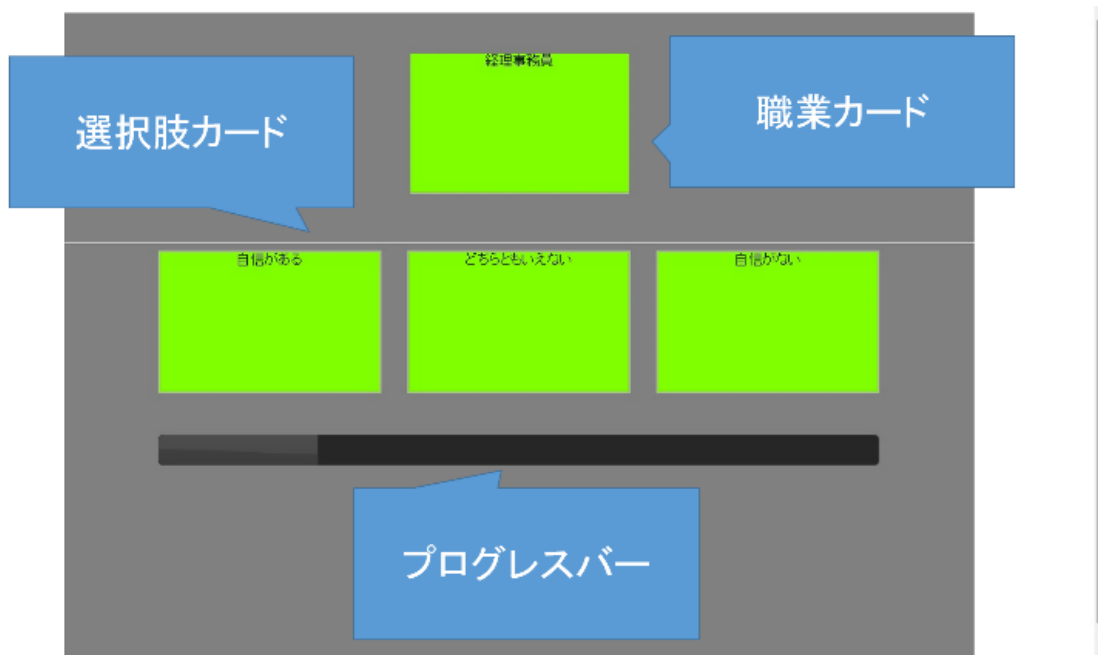 経理事務員
選択肢カード
職業カード
自信がある
どちらともいえない
自信がない
プログレスバー